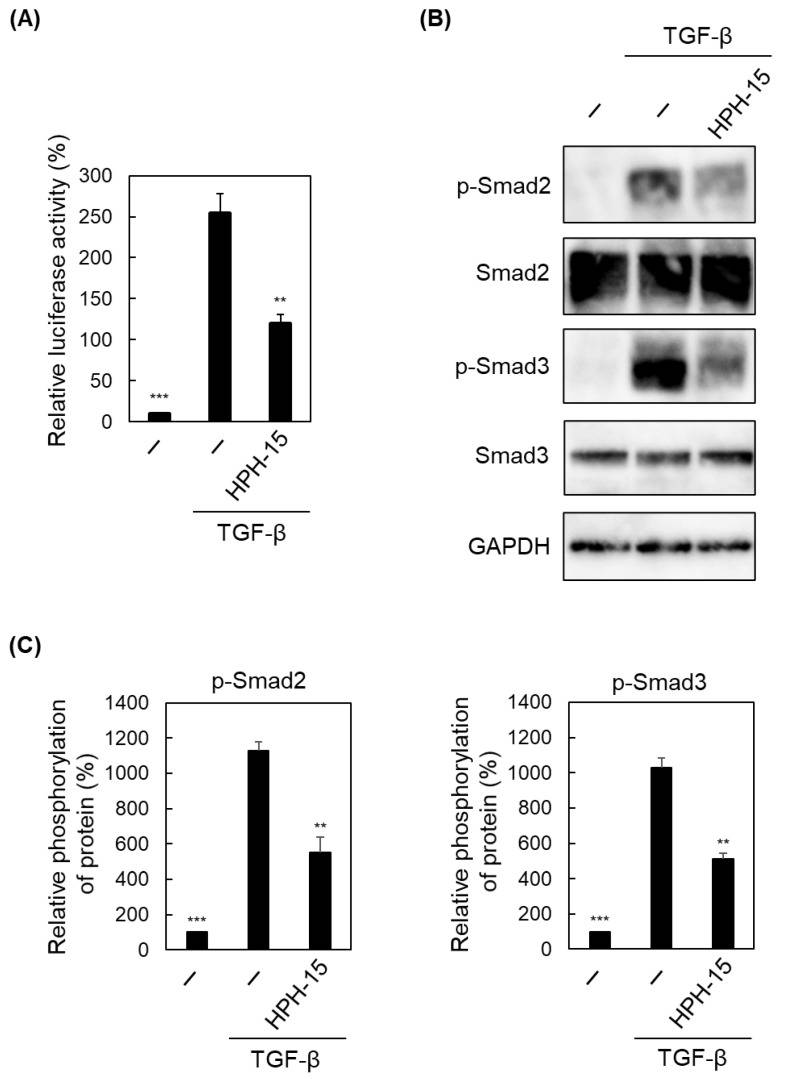 (A)
Relative luciferase activity (%)
300
250
200
150
100
50
0
***
**
–
–
HPH-15
TGF-β
(B)
TGF-β
–
–
HPH-15
p-Smad2
Smad2
p-Smad3
Smad3
GAPDH
(C)
p-Smad2
Relative phosphorylation
of protein (%)
1400
1200
1000
800
600
400
200
0
***
**
–
–
HPH-15
TGF-β
p-Smad3
Relative phosphorylation
of protein (%)
1400
1200
1000
800
600
400
200
0
***
**
–
–
HPH-15
TGF-β